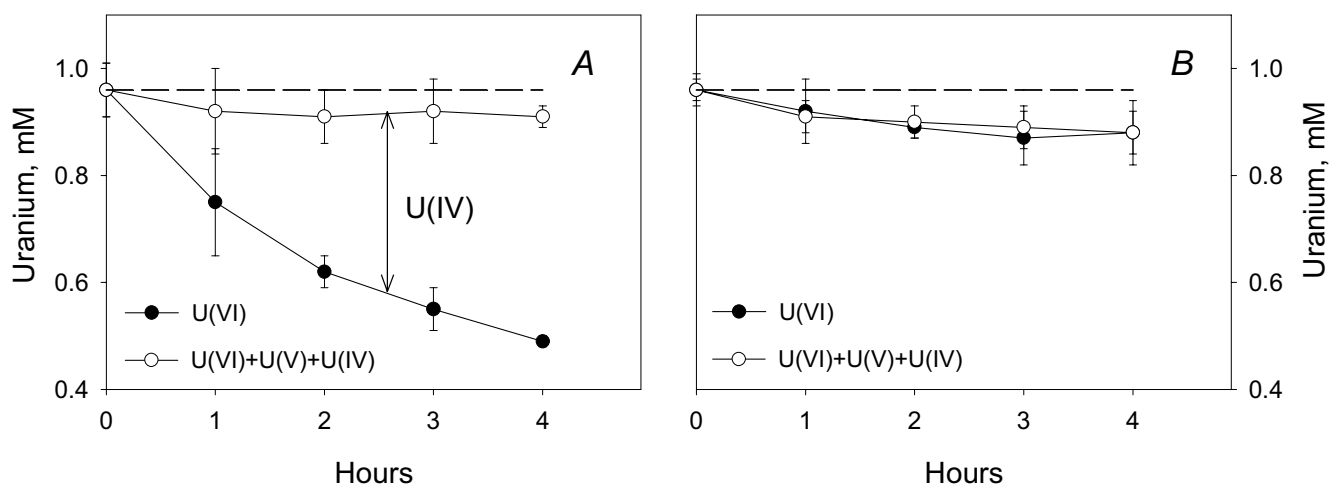 A
B
Uranium, mM
1.0
0.8
0.6
0.4
U(IV)
U(VI)
U(VI)+U(V)+U(IV)
0 1 2 3 4
Hours
U(VI)
U(VI)+U(V)+U(IV)
0 1 2 3 4
Hours
1.0
0.8
0.6
0.4
Uranium, mM